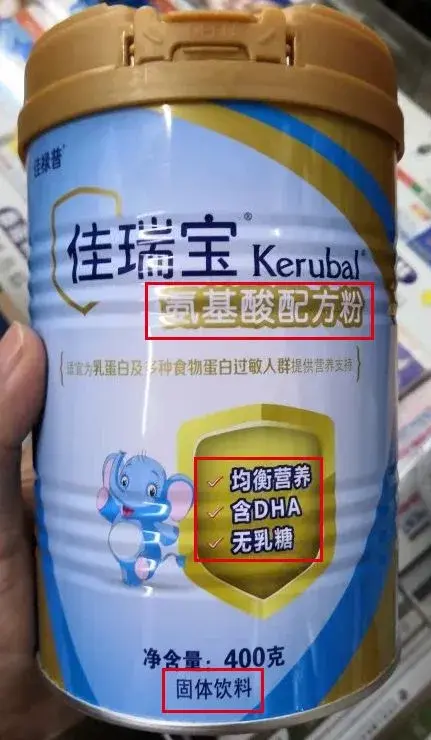 佳禄普
佳瑞宝® Kerubal®
氨基酸配方粉
适宜为乳蛋白及多种食物蛋白过敏人群提供营养支持
✓ 均衡营养
✓ 含DHA
✓ 无乳糖
净含量：400克
固体饮料